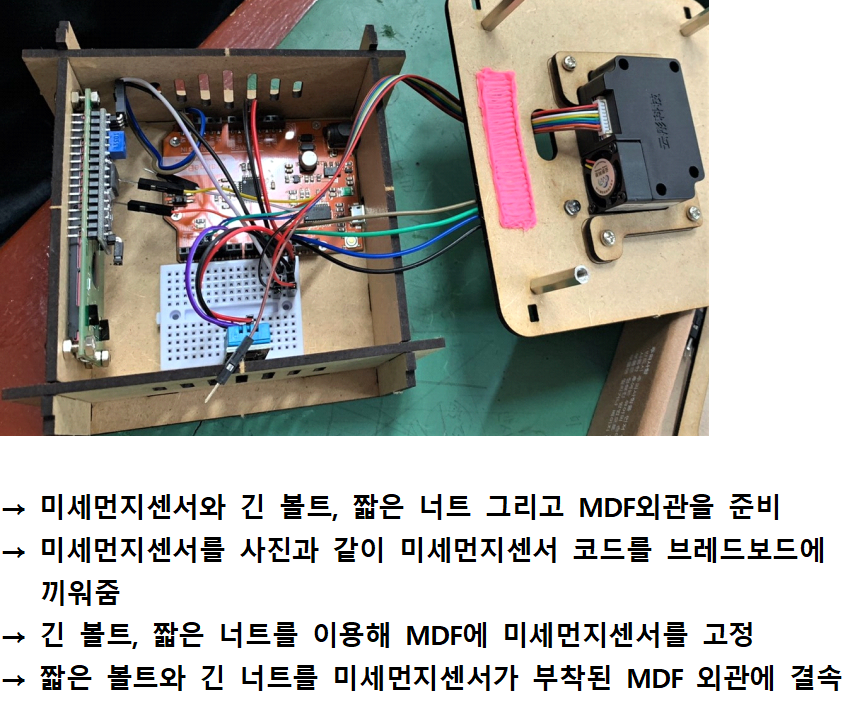 → 미세먼지센서와 긴 볼트, 짧은 너트 그리고 MDF외관을 준비
→ 미세먼지센서를 사진과 같이 미세먼지센서 코드를 브레드보드에
끼워줌
→ 긴 볼트, 짧은 너트를 이용해 MDF에 미세먼지센서를 고정
→ 짧은 볼트와 긴 너트를 미세먼지센서가 부착된 MDF 외관에 결속